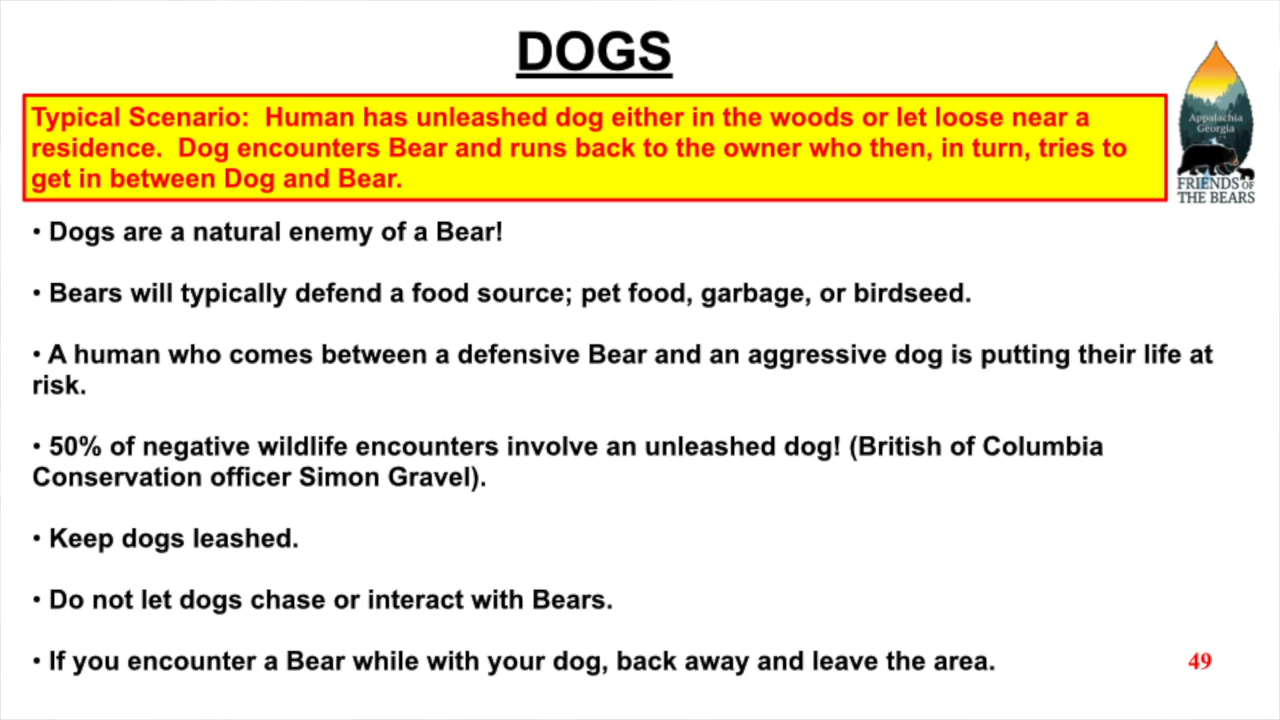 DOGS
Typical Scenario: Human has unleashed dog either in the woods or let loose near a
residence. Dog encounters Bear and runs back to the owner who then, in turn, tries to
get in between Dog and Bear.
Appalachia
Georgia
FRIENDS OF
THE BEARS
• Dogs are a natural enemy of a Bear!
• Bears will typically defend a food source; pet food, garbage, or birdseed.
• A human who comes between a defensive Bear and an aggressive dog is putting their life at
risk.
• 50% of negative wildlife encounters involve an unleashed dog! (British of Columbia
Conservation officer Simon Gravel).
• Keep dogs leashed.
• Do not let dogs chase or interact with Bears.
• If you encounter a Bear while with your dog, back away and leave the area.
49